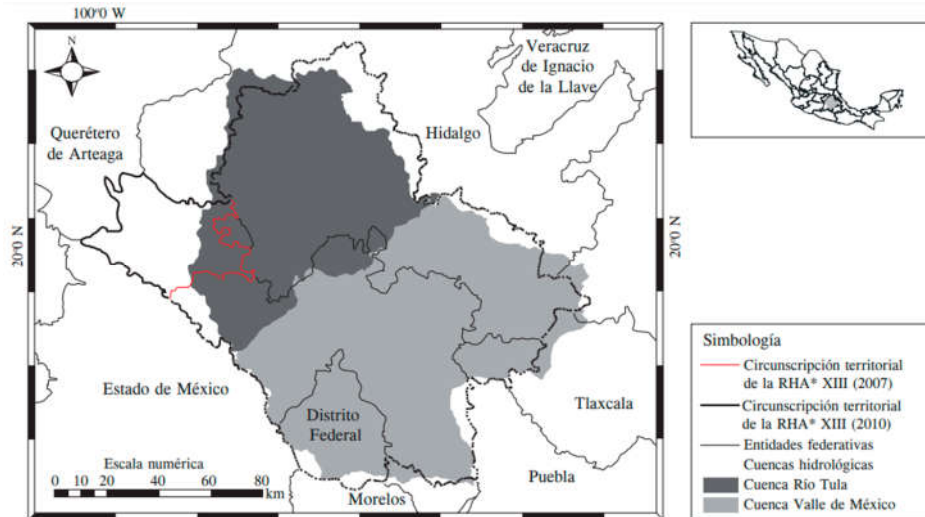 100°0 W
N
Veracruz
de Ignacio
de la Llave
Querétero
de Arteaga
Hidalgo
20°0 N
20°0 N
Estado de México
Distrito
Federal
Tlaxcala
Puebla
Morelos
Escala numérica
0 10 20 40 60 80
km
Simbología
Circunscripción territorial
de la RHA* XIII (2007)
Circunscripción territorial
de la RHA* XIII (2010)
Entidades federativas
Cuencas hidrológicas
Cuenca Río Tula
Cuenca Valle de México